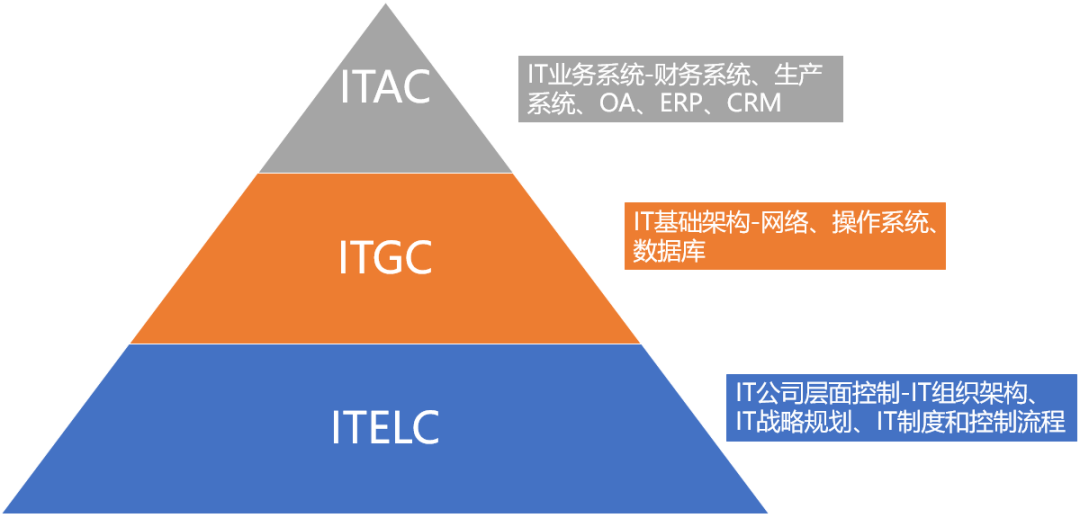 ITAC
IT业务系统-财务系统、生产
系统、OA、ERP、CRM
ITGC
IT基础架构-网络、操作系统、
数据库
ITELC
IT公司层面控制-IT组织架构、
IT战略规划、IT制度和控制流程